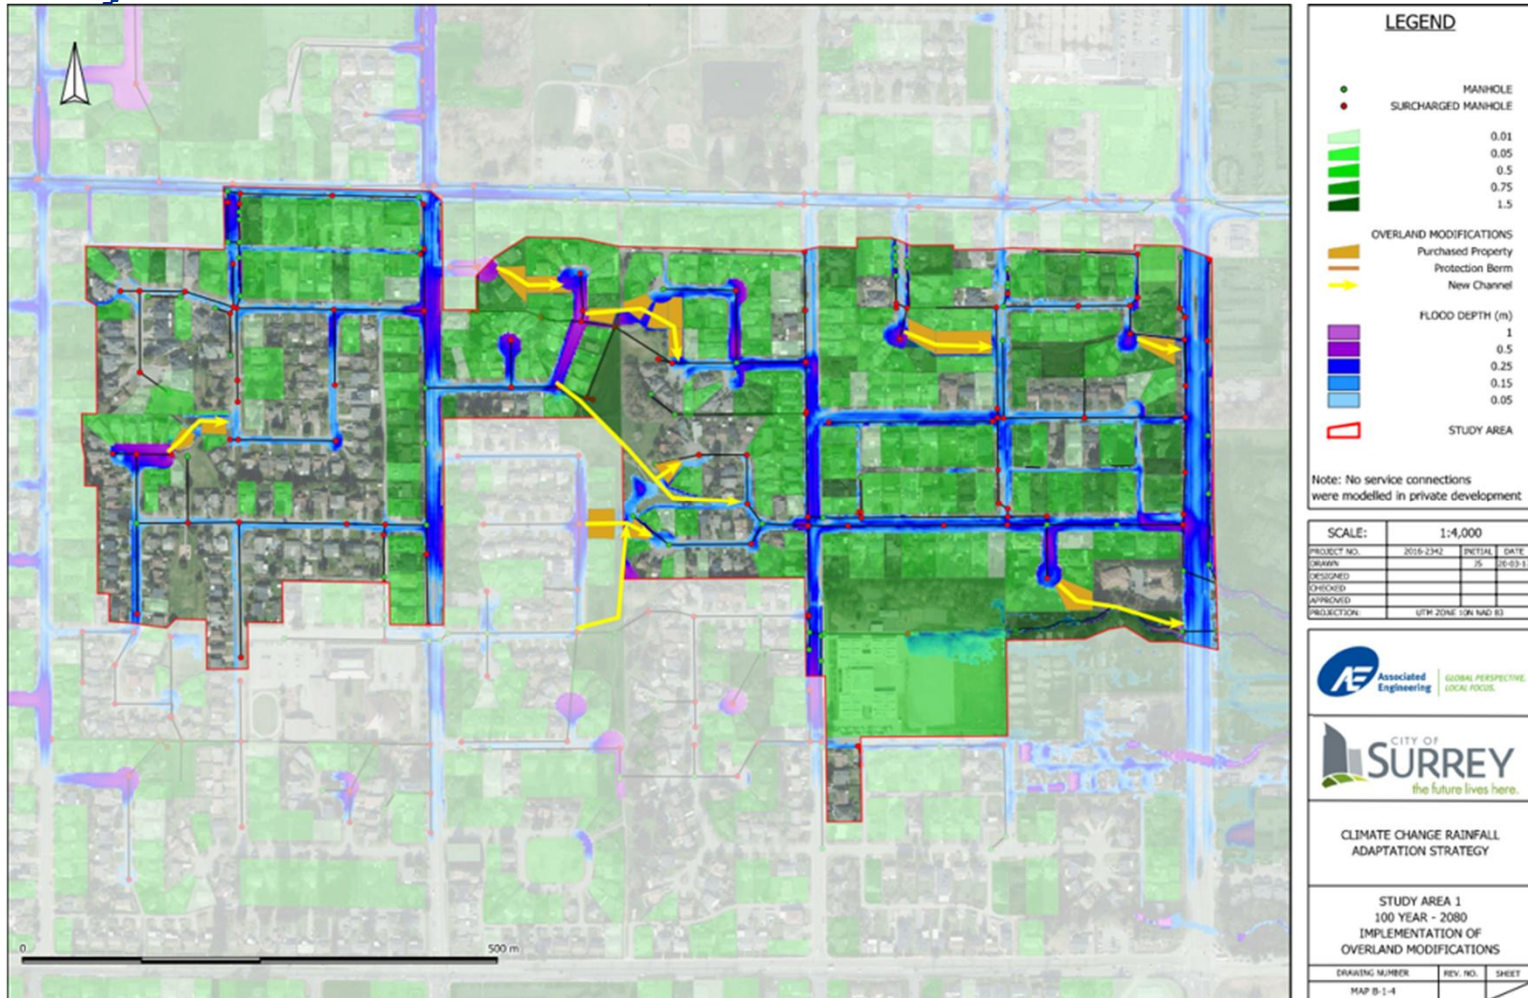 LEGEND
MANHOLE
SURCHARGED MANHOLE
0.01
0.05
0.5
0.75
1.5
OVERLAND MODIFICATIONS
Purchased Property
Protection Berm
New Channel
FLOOD DEPTH (m)
1
0.5
0.25
0.15
0.05
STUDY AREA
Note: No service connections
were modelled in private development
SCALE: 1:4,000
PROJECT NO. 2016-2342 INITIAL DATE
DRAWN JS
DESIGNED
CHECKED
APPROVED
PROJECTION: UTM ZONE 10N NAD 83
AE Associated Engineering
GLOBAL PERSPECTIVE.
LOCAL FOCUS.
CITY OF
SURREY
the future lives here.
CLIMATE CHANGE RAINFALL
ADAPTATION STRATEGY
STUDY AREA 1
100 YEAR - 2080
IMPLEMENTATION OF
OVERLAND MODIFICATIONS
DRAWING NUMBER REV. NO. SHEET
MAP B-1-4
0 500 m